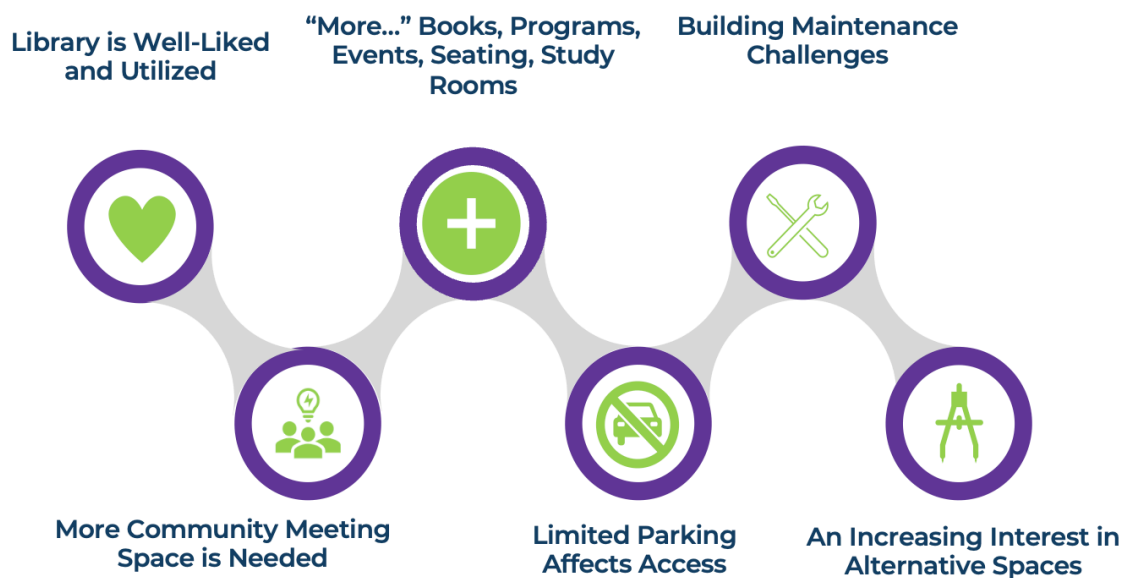 Library is Well-Liked
and Utilized
“More...” Books, Programs,
Events, Seating, Study
Rooms
Building Maintenance
Challenges
More Community Meeting
Space is Needed
Limited Parking
Affects Access
An Increasing Interest in
Alternative Spaces